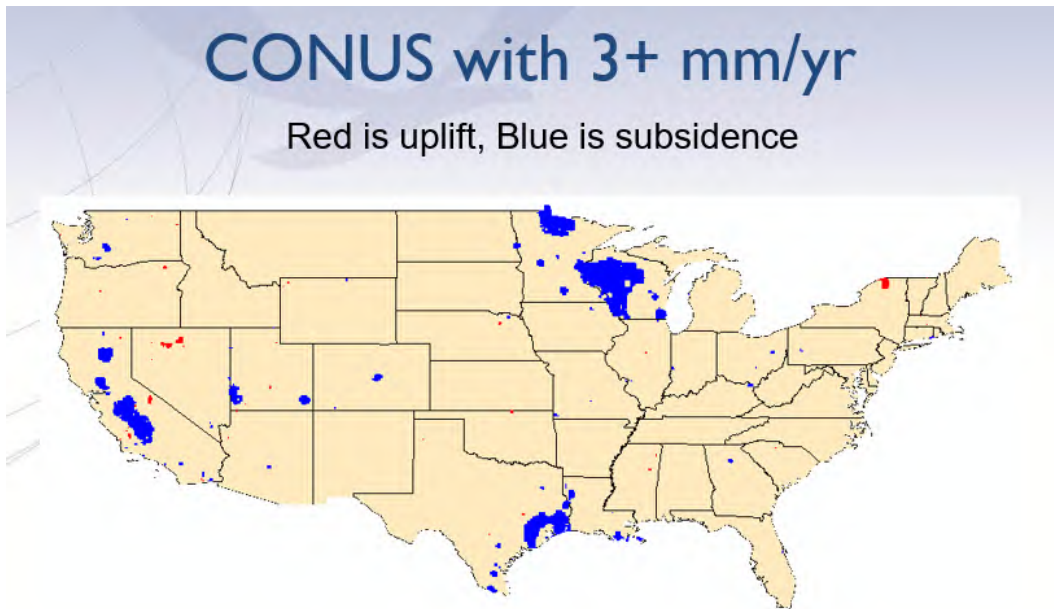 CONUS with 3+ mm/yr
Red is uplift, Blue is subsidence